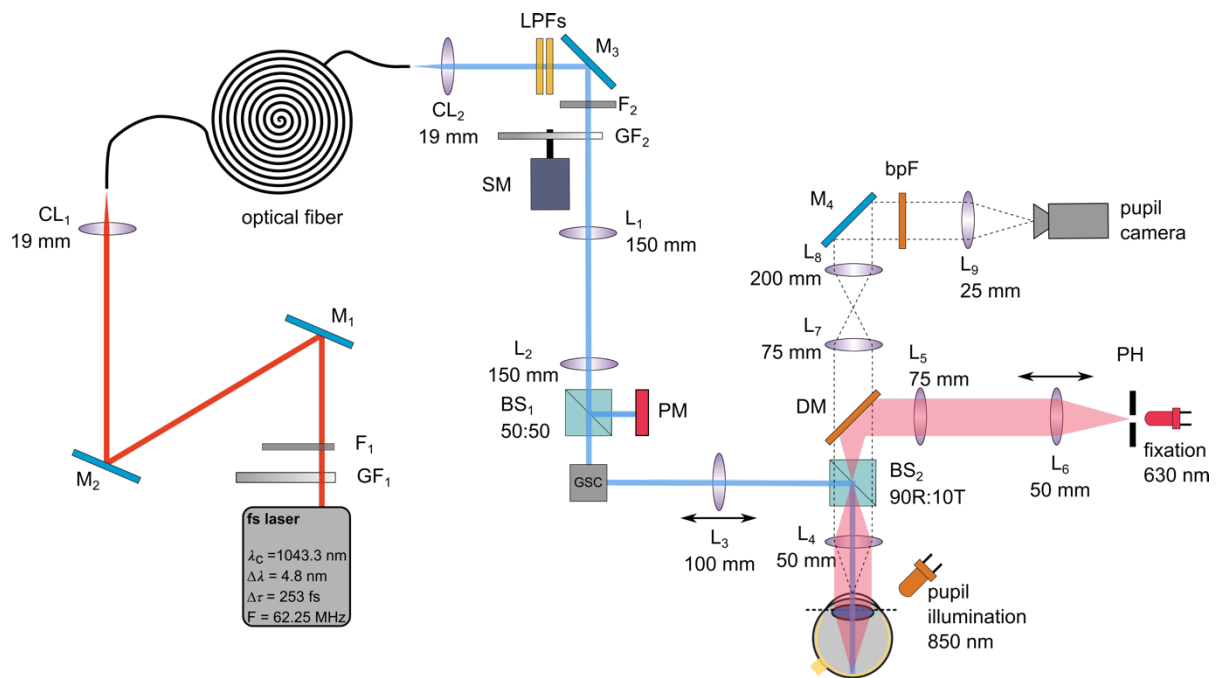 LPFs
M3
CL2
19 mm
F2
GF2
SM
optical fiber
CL1
19 mm
L1
150 mm
M4
bpF
pupil
camera
L8
200 mm
L9
25 mm
M1
L2
150 mm
BS1
50:50
PM
L7
75 mm
L5
75 mm
PH
DM
fixation
630 nm
L6
50 mm
M2
F1
GF1
GSC
BS2
90R:10T
L3
100 mm
L4
50 mm
pupil
illumination
850 nm
fs laser
λC =1043.3 nm
Δλ = 4.8 nm
Δτ = 253 fs
F = 62.25 MHz